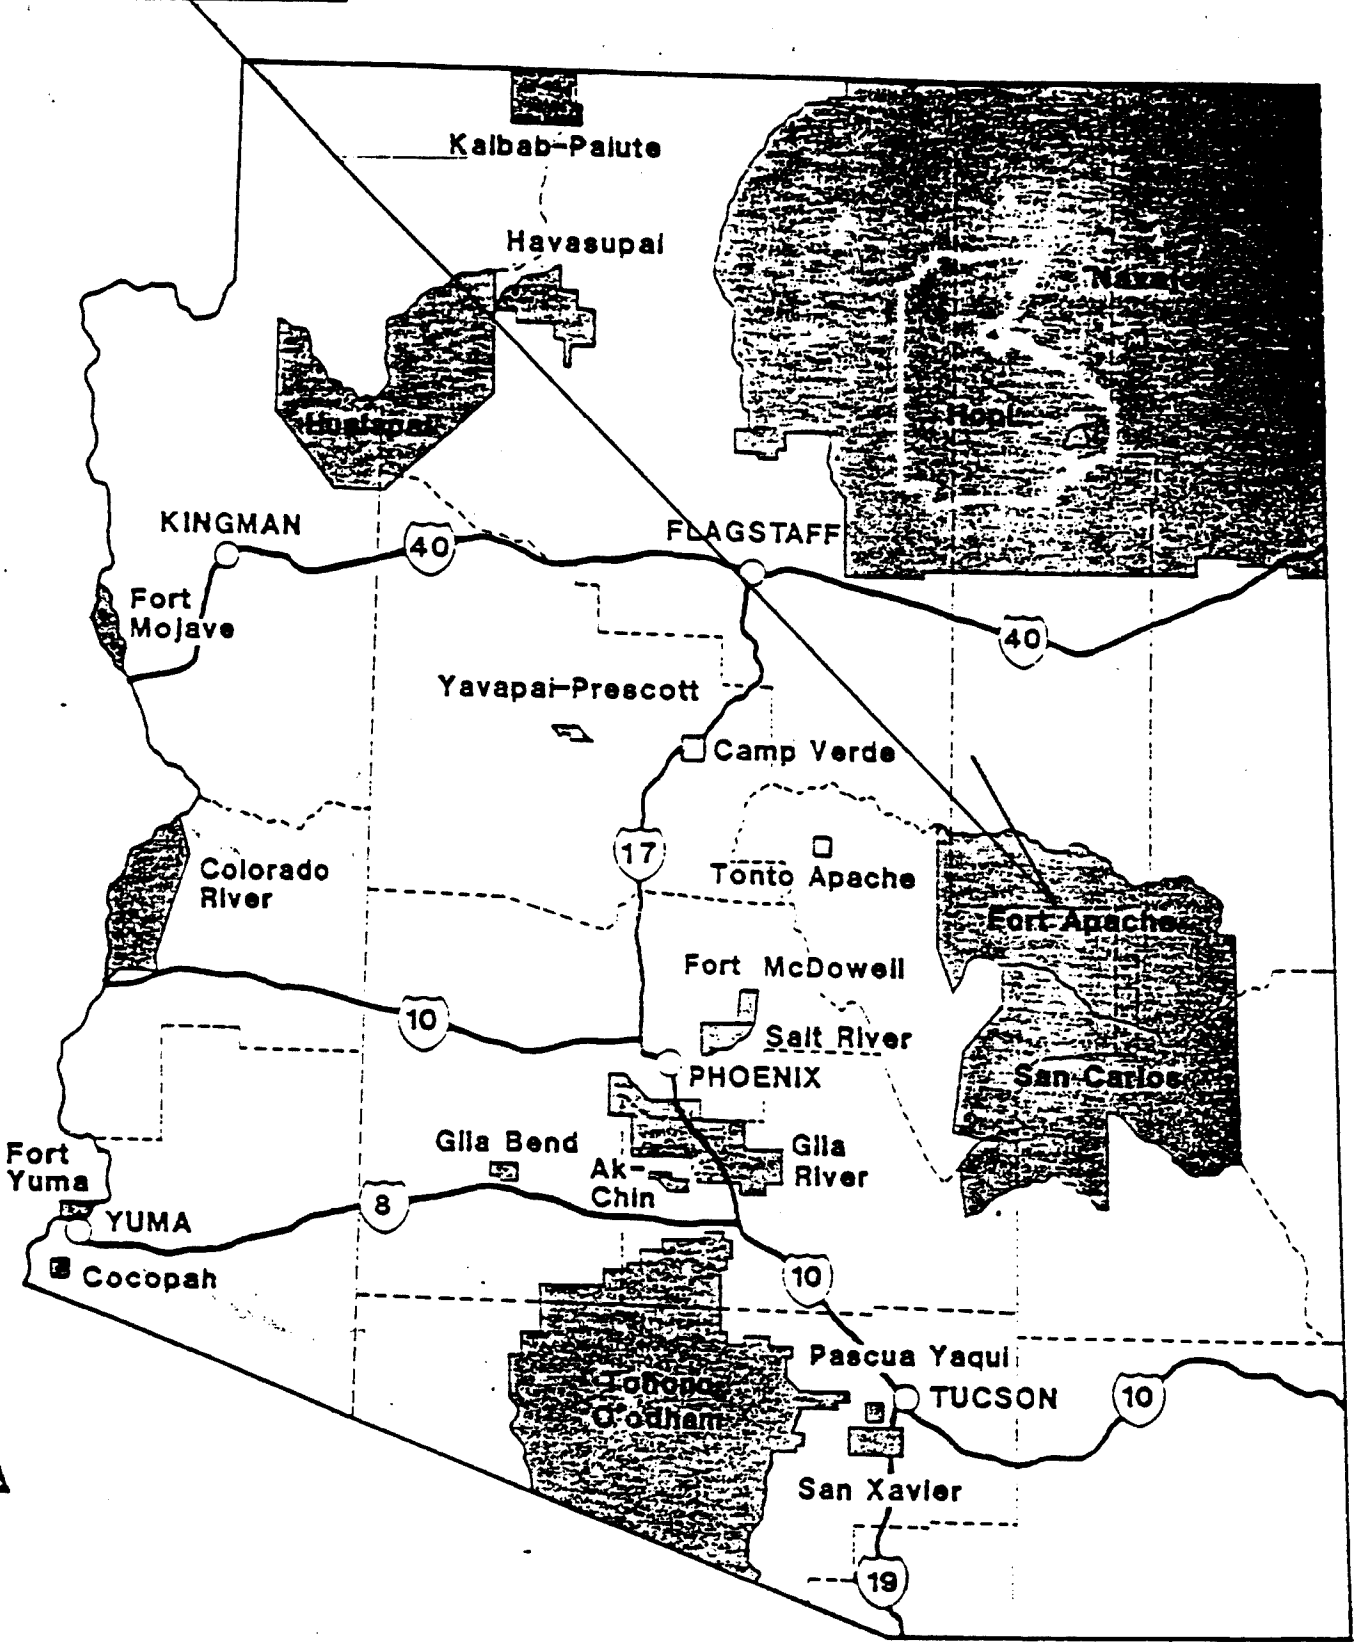 Kaibab-Paiute
Havasupai
Navajo
Hopi
Hualapai
KINGMAN
40
FLAGSTAFF
Fort
Mojave
40
Yavapai-Prescott
Camp Verde
17
Colorado
River
Tonto Apache
Fort Apache
Fort McDowell
10
Salt River
PHOENIX
San Carlos
Gila Bend
Gila
River
Ak-
Chin
Fort
Yuma
8
YUMA
Cocopah
10
Pascua Yaqui
Tohono
O'odham
TUCSON
10
San Xavier
19